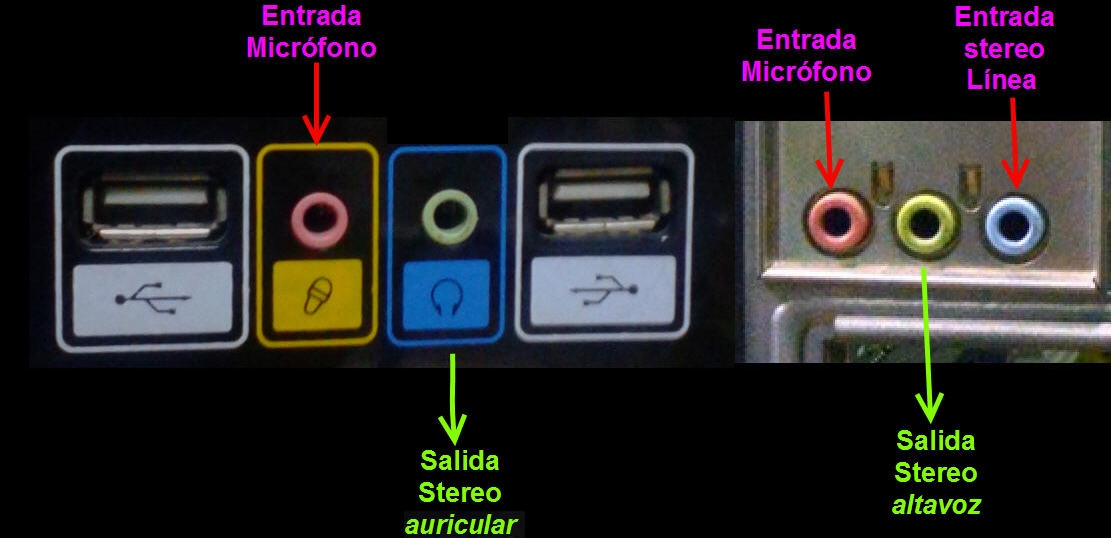 Entrada
Micrófono
Entrada
Micrófono
Entrada
stereo
Línea
Salida
Stereo
auricular
Salida
Stereo
altavoz